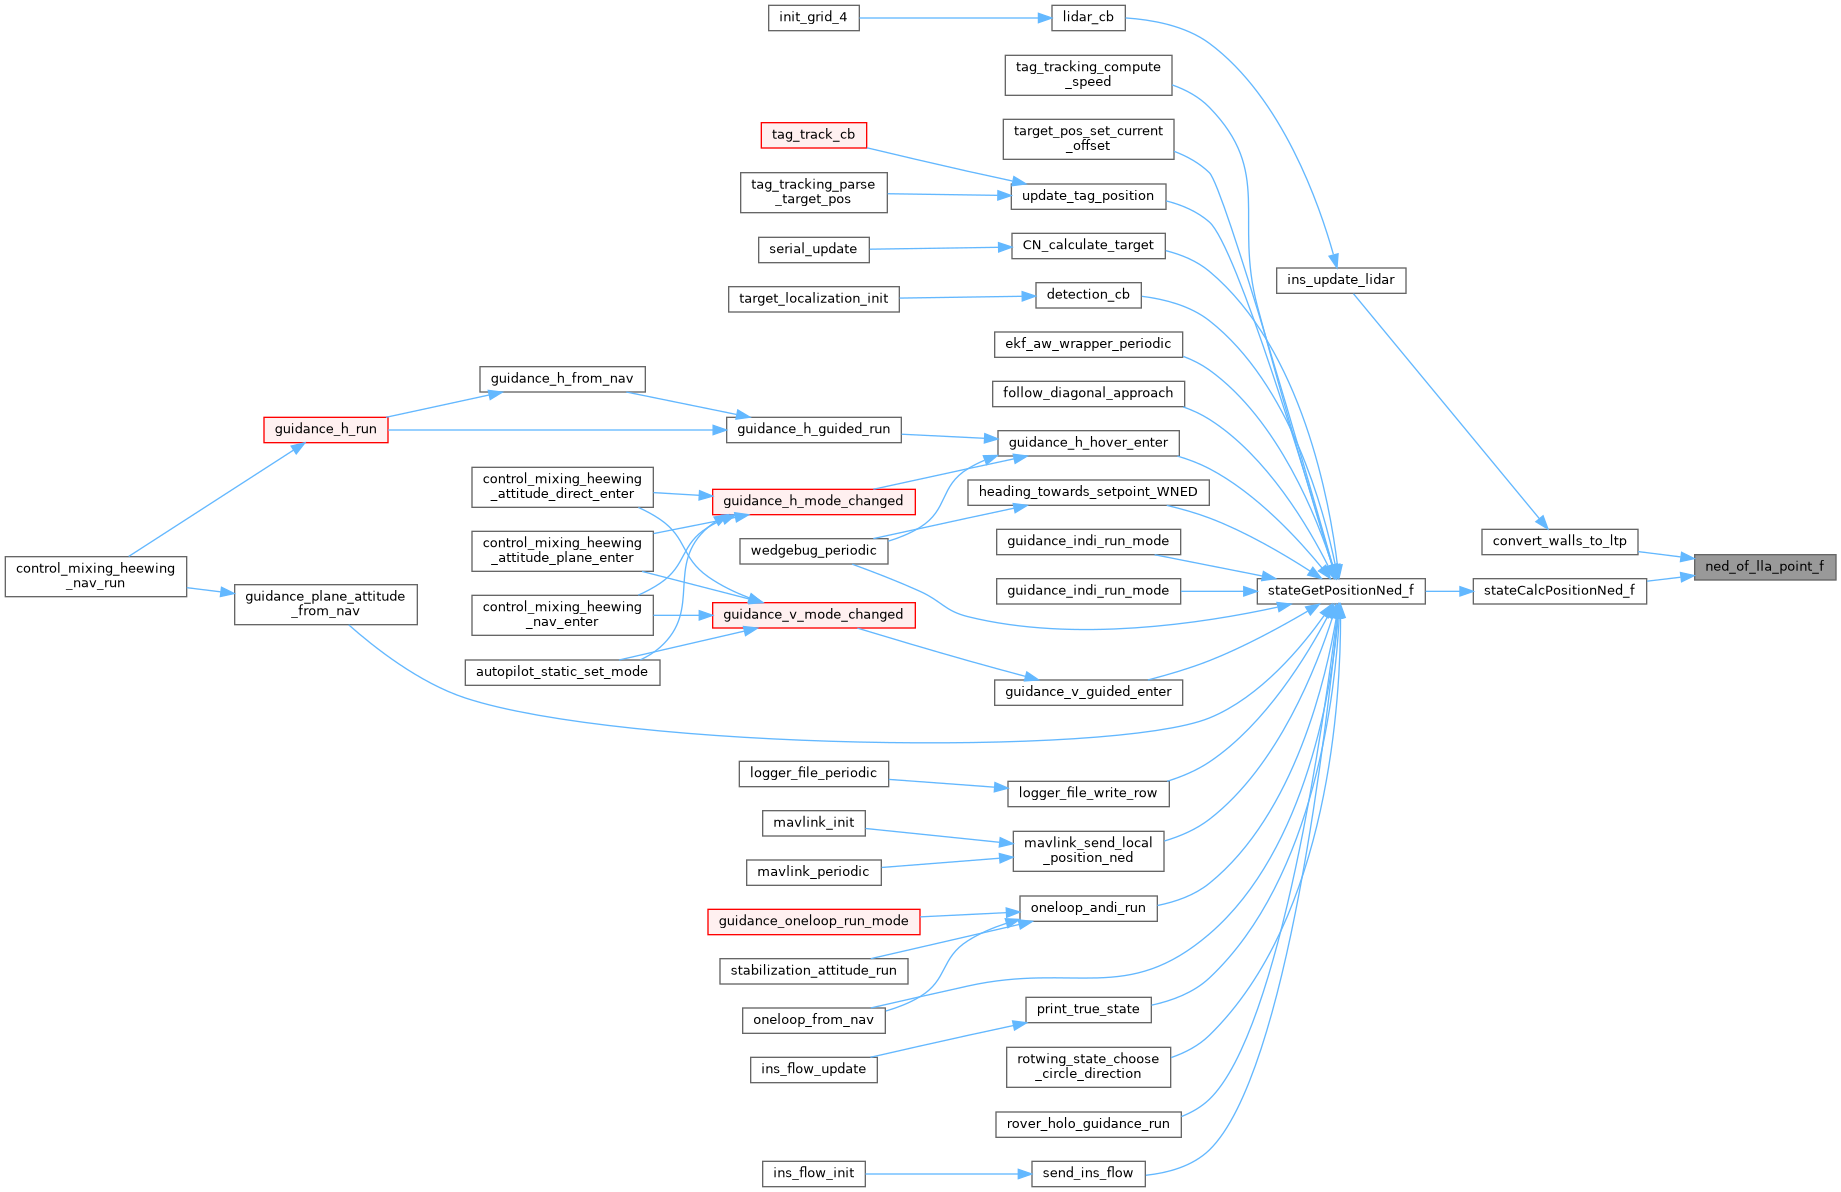 init_grid_4
lidar_cb
tag_tracking_compute
_speed
target_pos_set_current
_offset
tag_track_cb
tag_tracking_parse
_target_pos
update_tag_position
serial_update
CN_calculate_target
target_localization_init
detection_cb
ins_update_lidar
ekf_aw_wrapper_periodic
guidance_h_from_nav
follow_diagonal_approach
guidance_h_run
guidance_h_guided_run
guidance_h_hover_enter
control_mixing_heewing
_attitude_direct_enter
guidance_h_mode_changed
heading_towards_setpoint_WNED
control_mixing_heewing
_attitude_plane_enter
wedgebug_periodic
guidance_indi_run_mode
convert_walls_to_ltp
ned_of_lla_point_f
control_mixing_heewing
_nav_run
guidance_plane_attitude
_from_nav
control_mixing_heewing
_nav_enter
guidance_v_mode_changed
guidance_indi_run_mode
stateGetPositionNed_f
stateCalcPositionNed_f
autopilot_static_set_mode
guidance_v_guided_enter
logger_file_periodic
logger_file_write_row
mavlink_init
mavlink_send_local
_position_ned
mavlink_periodic
oneloop_andi_run
guidance_oneloop_run_mode
stabilization_attitude_run
oneloop_from_nav
print_true_state
ins_flow_update
rotwing_state_choose
_circle_direction
rover_holo_guidance_run
ins_flow_init
send_ins_flow